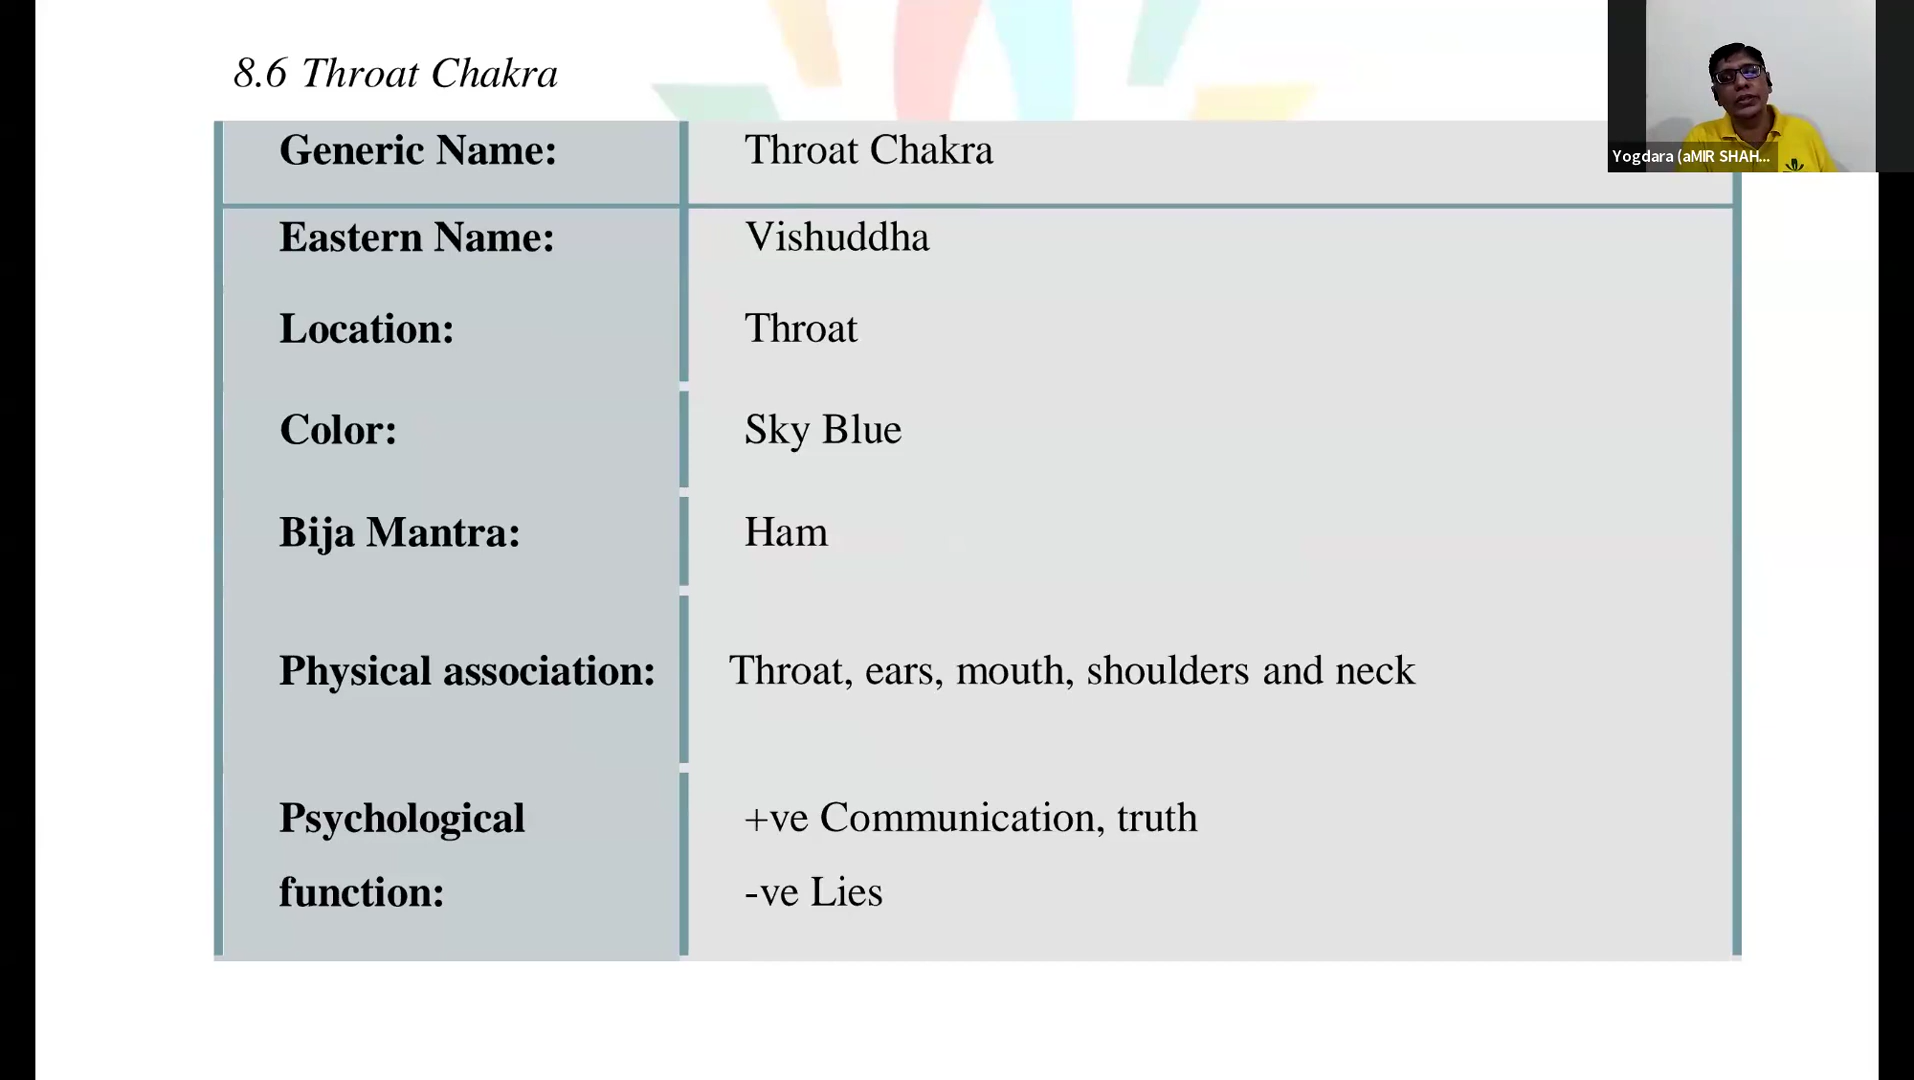 8.6 Throat Chakra
Generic Name: Throat Chakra
Eastern Name: Vishuddha
Location: Throat
Color: Sky Blue
Bija Mantra: Ham
Physical association: Throat, ears, mouth, shoulders and neck
Psychological function:
+ve Communication, truth
-ve Lies
Yogdara (aMIR SHAH...